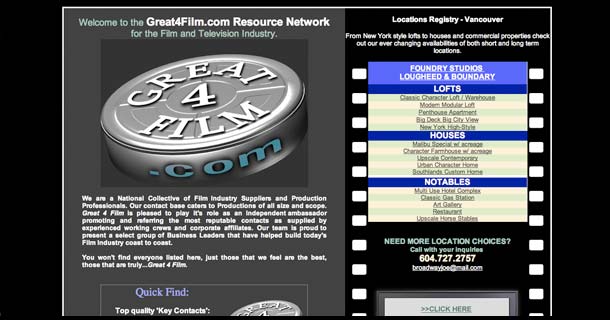 Welcome to the Great4Film.com Resource Network
for the Film and Television Industry.
GREAT
4
FILM
.com
We are a National Collective of Film Industry Suppliers and Production
Professionals. Our contact base caters to Productions of all size and scope.
Great 4 Film is pleased to play it's role as an Independent ambassador
promoting and referring the most reputable contacts as supplied by
experienced working crews and corporate affiliates. Our team is proud to
present a select group of Business Leaders that have helped build today's
Film Industry coast to coast.
You won't find everyone listed here, just those that we feel are the best,
those that are truly...Great 4 Film.
Quick Find:
Top quality 'Key Contacts':
Locations Registry - Vancouver
From New York style lofts to houses and commercial properties check
out our ever changing availabilities of both short and long term
locations.
FOUNDRY STUDIOS
LOUGHEED & BOUNDARY
LOFTS
Classic Character Loft / Warehouse
Modern Modular Loft
Penthouse Apartment
Big Deck Big City View
New York High-Style
HOUSES
Malibu Special w/ acreage
Character Farmhouse w/ acreage
Upscale Contemporary
Urban Character Home
Southlands Custom Home
NOTABLES
Multi Use Hotel Complex
Classic Gas Station
Art Gallery
Restaurant
Upscale Horse Stables
NEED MORE LOCATION CHOICES?
Call with your inquiries
604.727.2757
broadwayjoe@mail.com
>>CLICK HERE